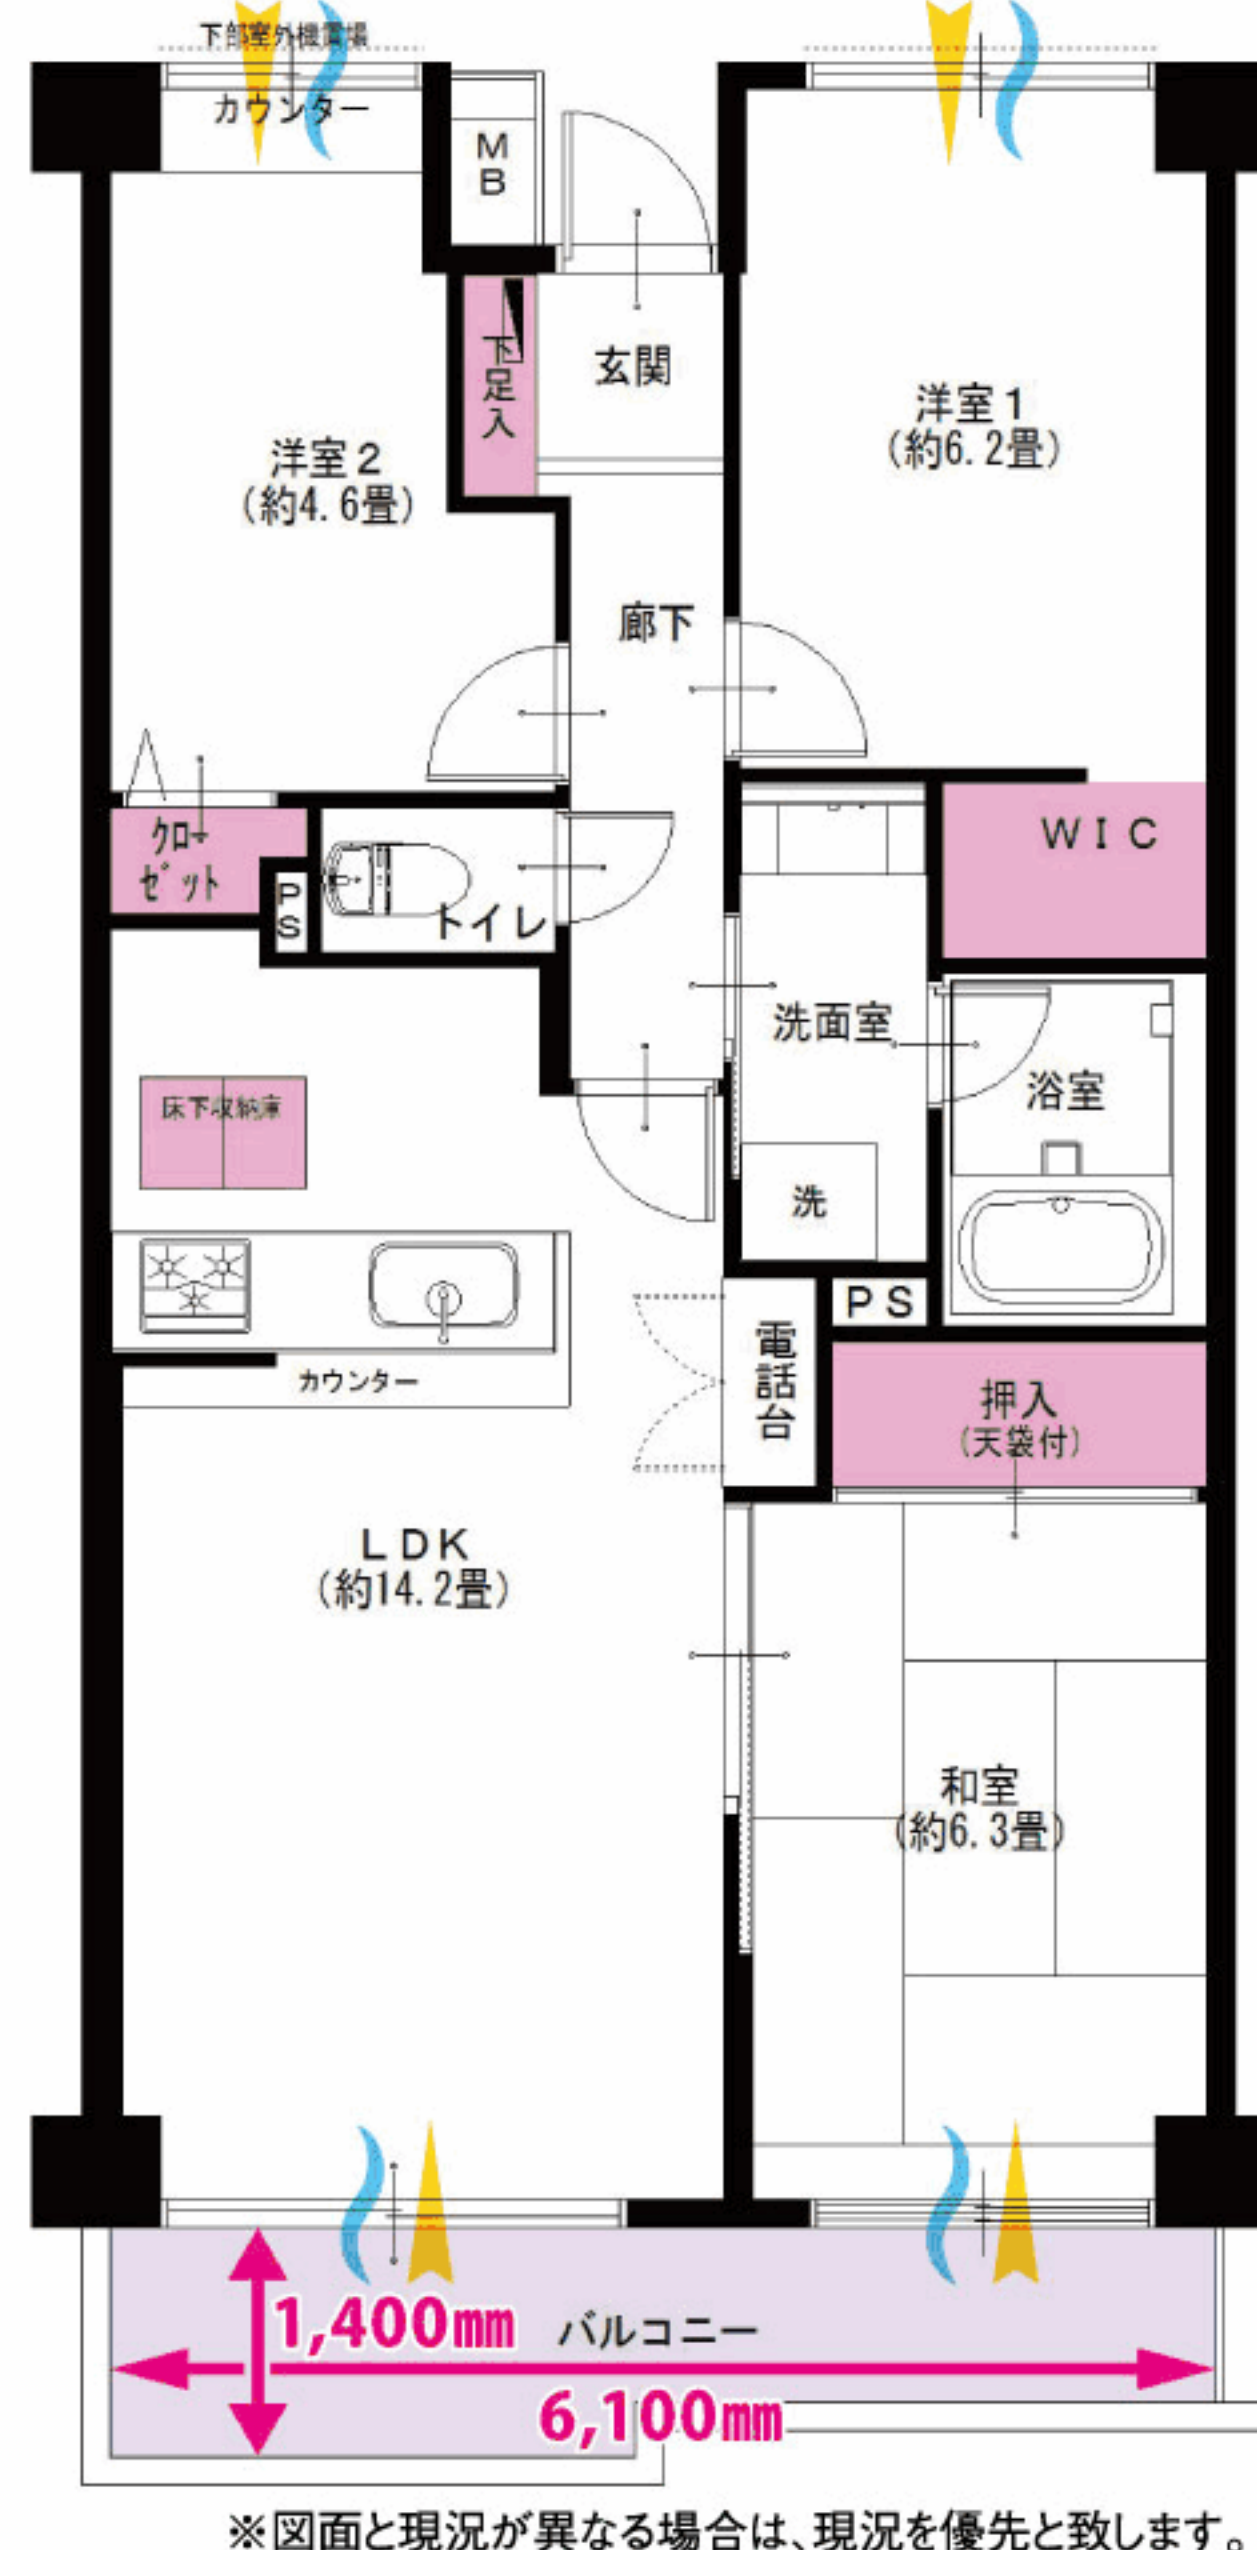 下部室外機置場
カウンター
MB
下足入
玄関
洋室1
(約6.2畳)
洋室2
(約4.6畳)
廊下
クローゼット
PS
トイレ
WIC
洗面室
浴室
床下収納庫
洗
PS
カウンター
電話台
押入
(天袋付)
LDK
(約14.2畳)
和室
(約6.3畳)
1,400㎜
バルコニー
6,100㎜
※図面と現況が異なる場合は、現況を優先と致します。